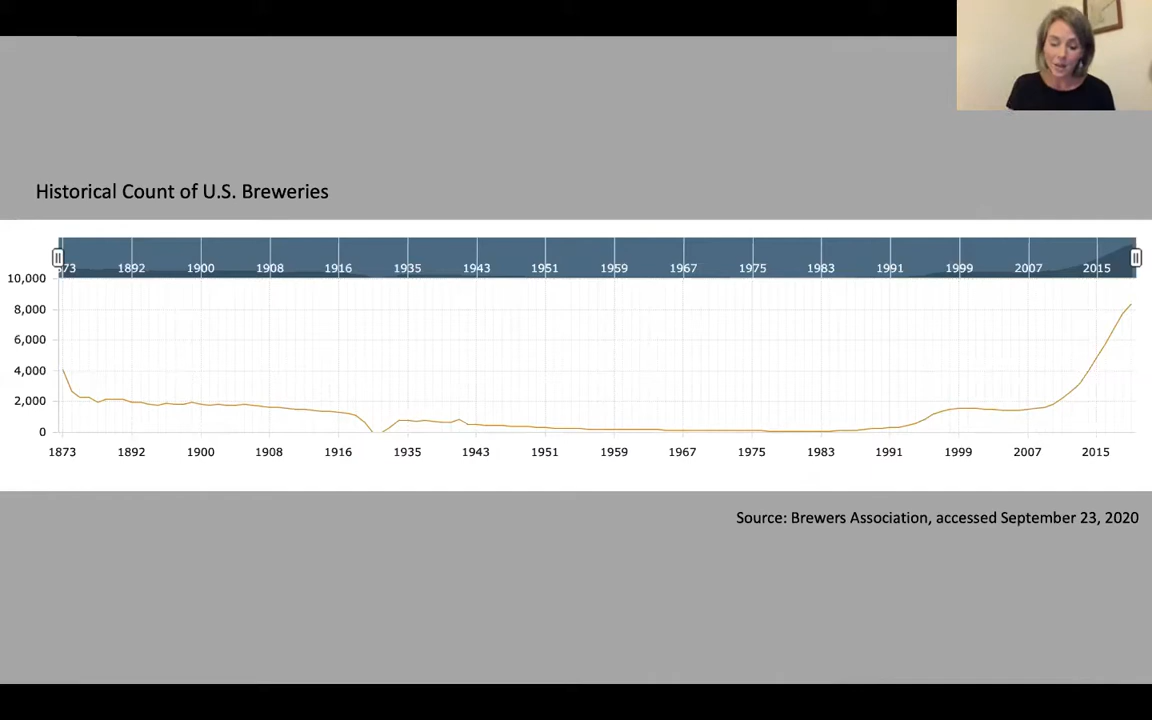 Historical Count of U.S. Breweries
73 1892 1900 1908 1916 1935 1943 1951 1959 1967 1975 1983 1991 1999 2007 2015
10,000
8,000
6,000
4,000
2,000
0
1873 1892 1900 1908 1916 1935 1943 1951 1959 1967 1975 1983 1991 1999 2007 2015
Source: Brewers Association, accessed September 23, 2020